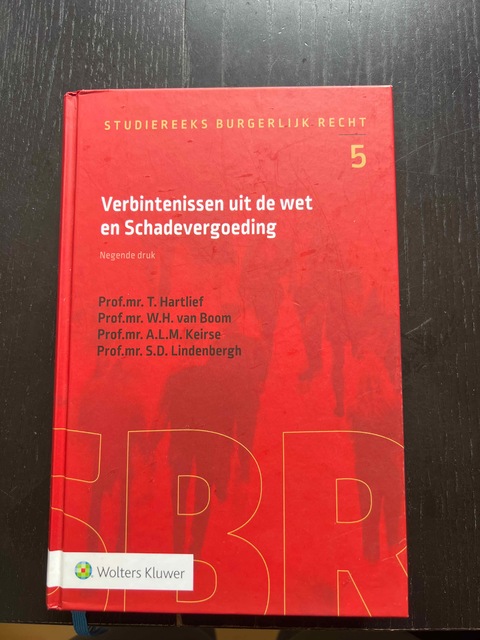 STUDIEREEKS BURGERLIJK RECHT
5
Verbintenissen uit de wet
en Schadevergoeding
Negende druk
Prof.mr. T. Hartlief
Prof.mr. W.H. van Boom
Prof.mr. A.L.M. Keirse
Prof.mr. S.D. Lindenbergh
SBR
Wolters Kluwer